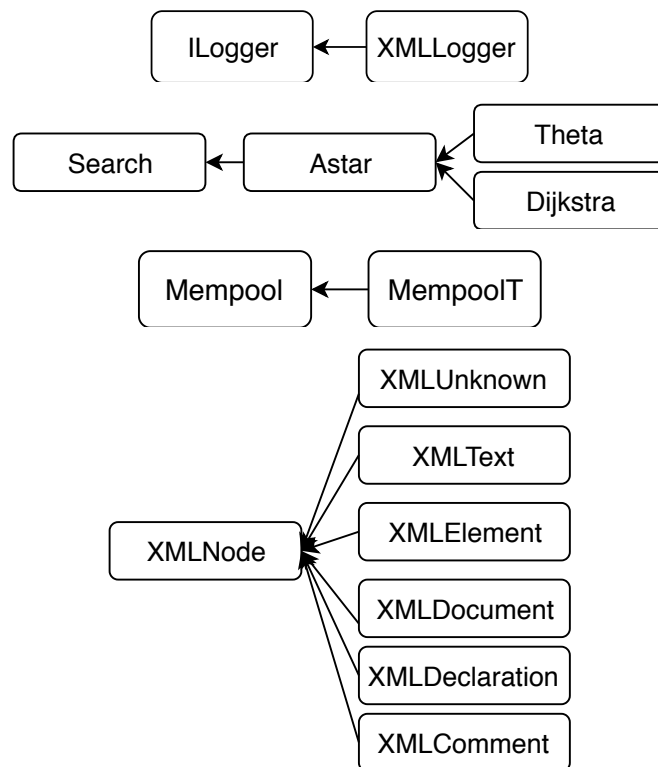 ILogger
XMLLogger
Search
Astar
Theta
Dijkstra
Mempool
MempoolT
XMLUnknown
XMLText
XMLNode
XMLElement
XMLDocument
XMLDeclaration
XMLComment